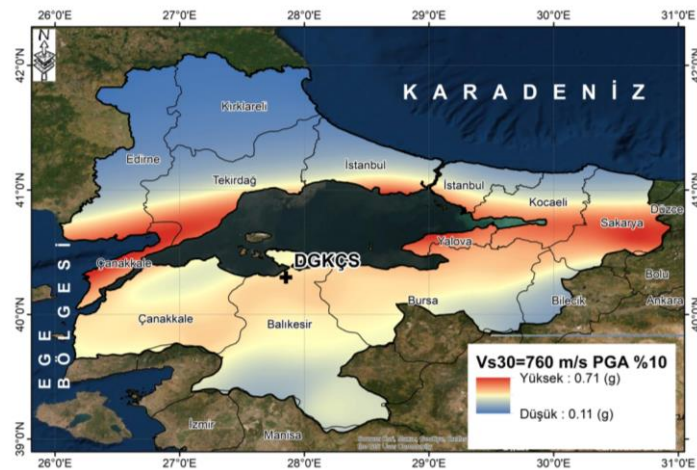 26°0'E 27°0'E 28°0'E 29°0'E 30°0'E 31°0'E
N
42°0'N
42°0'N
KARADENİZ
Kırklareli
Edirne
İstanbul
Tekirdağ
İstanbul
41°0'N
41°0'N
Kocaeli
Düzce
Sakarya
Yalova
Çanakkale
DGKÇS
Bolu
EGE
BÖLGESİ
Çanakkale
Balıkesir
Bursa
Bilecik
Ankara
40°0'N
40°0'N
Vs30=760 m/s PGA %10
Yüksek : 0.71 (g)
Düşük : 0.11 (g)
İzmir
Manisa
39°0'N
39°0'N
26°0'E 27°0'E 28°0'E 29°0'E 30°0'E 31°0'E